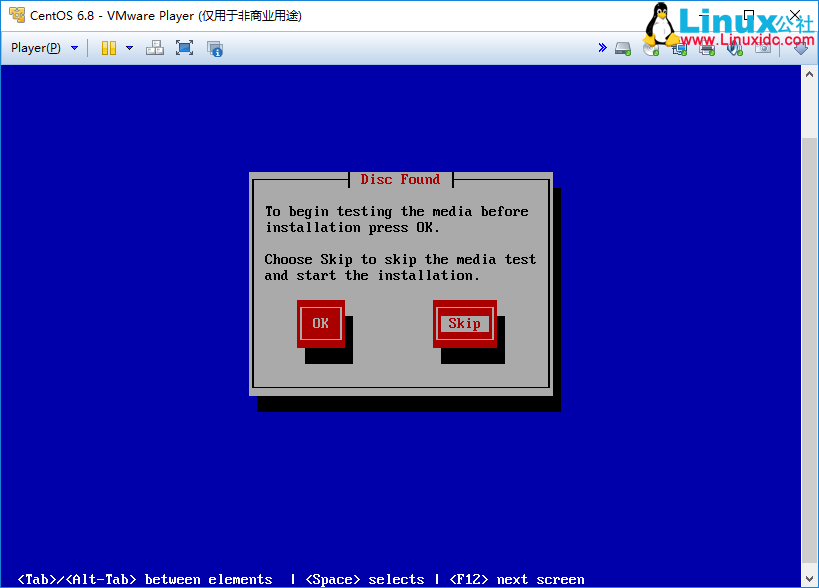 CentOS 6.8 - VMware Player (仅用于非商业用途)
Linux公社
www.Linuxidc.com
Player(P)
Disc Found
To begin testing the media before
installation press OK.
Choose Skip to skip the media test
and start the installation.
OK
Skip
<Tab>/<Alt-Tab> between elements | <Space> selects | <F12> next screen